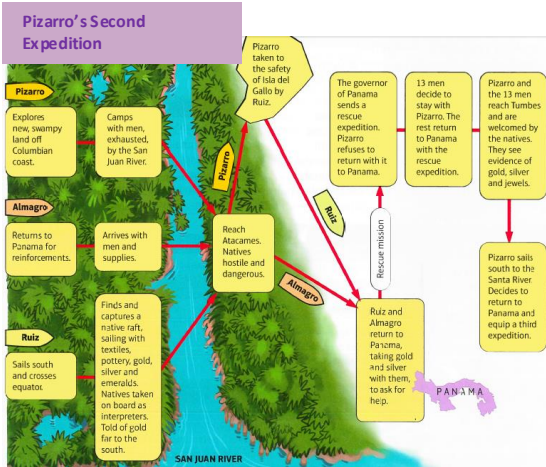 Pizarro's Second
Expedition
Pizarro
Explores
new, swampy
land off
Columbian
coast.
Camps
with men,
exhausted,
by the San
Juan River.
Almagro
Returns to
Panama for
reinforcements.
Arrives with
men and
supplies.
Ruiz
Sails south
and crosses
equator.
Finds and
captures a
native raft,
sailing with
textiles,
pottery, gold,
silver and
emeralds.
Natives taken
on board as
interpreters.
Told of gold
far to the
south.
Reach
Atacames.
Natives
hostile and
dangerous.
Pizarro
Pizarro
taken to
the safety
of Isla del
Gallo by
Ruiz.
Ruiz
Almagro
Ruiz and
Almagro
return to
Panama,
taking gold
and silver
with them,
to ask for
help.
Rescue mission
The governor
of Panama
sends a
rescue
expedition.
Pizarro
refuses to
return with it
to Panama.
13 men
decide to
stay with
Pizarro. The
rest return
to Panama
with the
rescue
expedition.
Pizarro and
the 13 men
reach Tumbes
and are
welcomed by
the natives.
They see
evidence of
gold, silver
and jewels.
Pizarro sails
south to the
Santa River.
Decides to
return to
Panama and
equip a third
expedition.
PANAMA
SAN JUAN RIVER